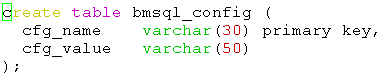 create table bmsql_config (
  cfg_name    varchar(30) primary key,
  cfg_value   varchar(50)
);